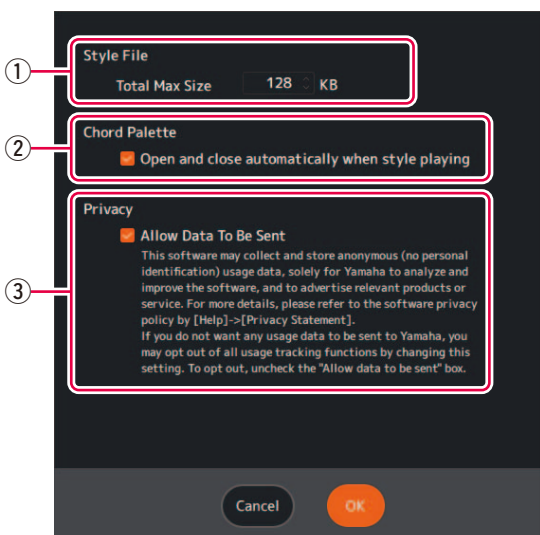 ①
Style File
Total Max Size 128 KB
②
Chord Palette
Open and close automatically when style playing
③
Privacy
Allow Data To Be Sent
This software may collect and store anonymous (no personal
identification) usage data, solely for Yamaha to analyze and
improve the software, and to advertise relevant products or
service. For more details, please refer to the software privacy
policy by [Help]->[Privacy Statement].
If you do not want any usage data to be sent to Yamaha, you
may opt out of all usage tracking functions by changing this
setting. To opt out, uncheck the "Allow data to be sent" box.
Cancel OK